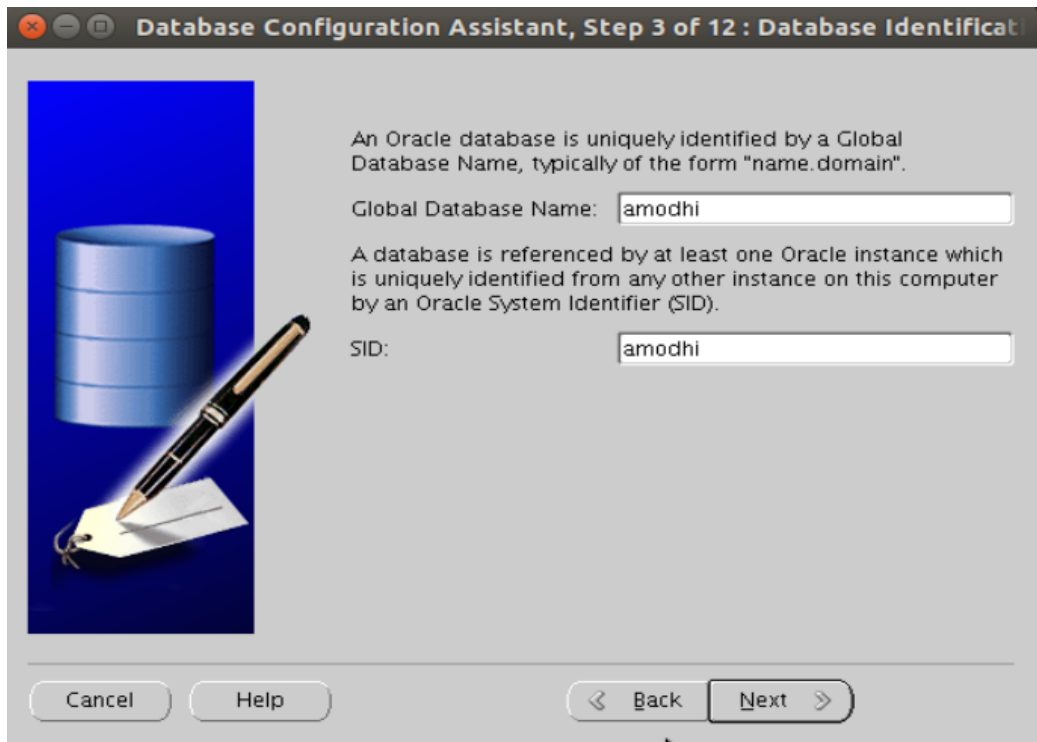 Database Configuration Assistant, Step 3 of 12 : Database Identificati
An Oracle database is uniquely identified by a Global
Database Name, typically of the form "name.domain".
Global Database Name: amodhi
A database is referenced by at least one Oracle instance which
is uniquely identified from any other instance on this computer
by an Oracle System Identifier (SID).
SID: amodhi
Cancel Help Back Next